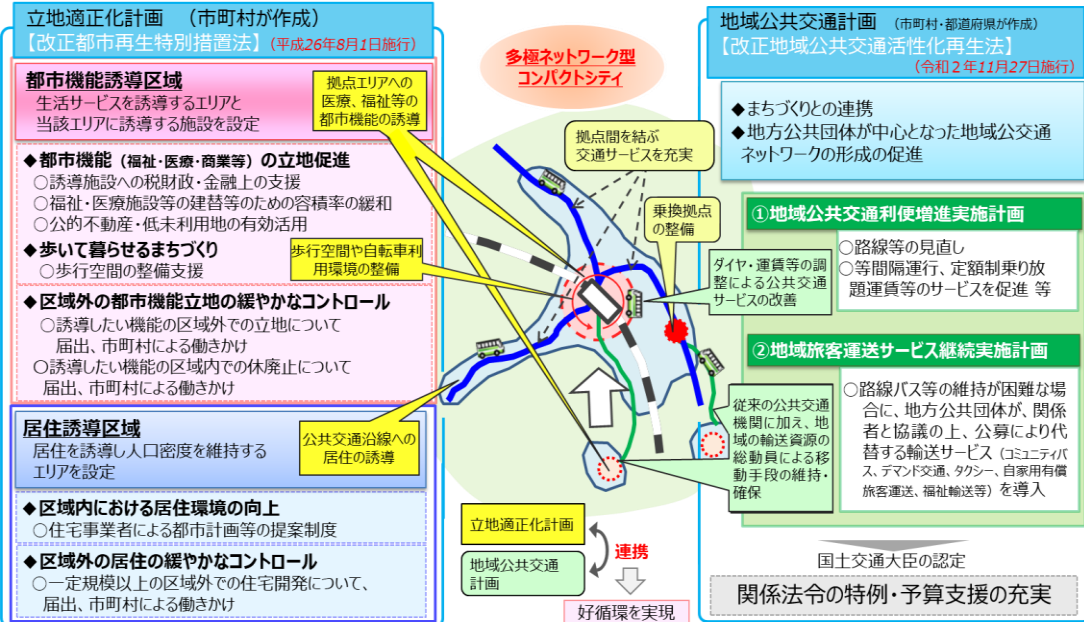 立地適正化計画 （市町村が作成）
【改正都市再生特別措置法】（平成26年8月1日施行）
都市機能誘導区域
生活サービスを誘導するエリアと
当該エリアに誘導する施設を設定
◆都市機能（福祉・医療・商業等）の立地促進
○誘導施設への税財政・金融上の支援
○福祉・医療施設等の建替等のための容積率の緩和
○公的不動産・低未利用地の有効活用
◆歩いて暮らせるまちづくり
○歩行空間の整備支援
◆区域外の都市機能立地の緩やかなコントロール
○誘導したい機能の区域外での立地について
届出、市町村による働きかけ
○誘導したい機能の区域内での休廃止について
届出、市町村による働きかけ
居住誘導区域
居住を誘導し人口密度を維持する
エリアを設定
◆区域内における居住環境の向上
○住宅事業者による都市計画等の提案制度
◆区域外の居住の緩やかなコントロール
○一定規模以上の区域外での住宅開発について、
届出、市町村による働きかけ
拠点エリアへの
医療、福祉等の
都市機能の誘導
歩行空間や自転車利
用環境の整備
公共交通沿線への
居住の誘導
多極ネットワーク型
コンパクトシティ
拠点間を結ぶ
交通サービスを充実
乗換拠点
の整備
ダイヤ・運賃等の調
整による公共交通
サービスの改善
従来の公共交通
機関に加え、地
域の輸送資源の
総動員による移
動手段の維持・
確保
立地適正化計画
連携
地域公共交通
計画
好循環を実現
地域公共交通計画 （市町村・都道府県が作成）
【改正地域公共交通活性化再生法】
（令和２年11月27日施行）
◆まちづくりとの連携
◆地方公共団体が中心となった地域公交通
ネットワークの形成の促進
①地域公共交通利便増進実施計画
○路線等の見直し
○等間隔運行、定額制乗り放
題運賃等のサービスを促進 等
②地域旅客運送サービス継続実施計画
○路線バス等の維持が困難な場
合に、地方公共団体が、関係
者と協議の上、公募により代
替する輸送サービス（コミュニティバ
ス、デマンド交通、タクシー、自家用有償
旅客運送、福祉輸送等）を導入
国土交通大臣の認定
関係法令の特例・予算支援の充実